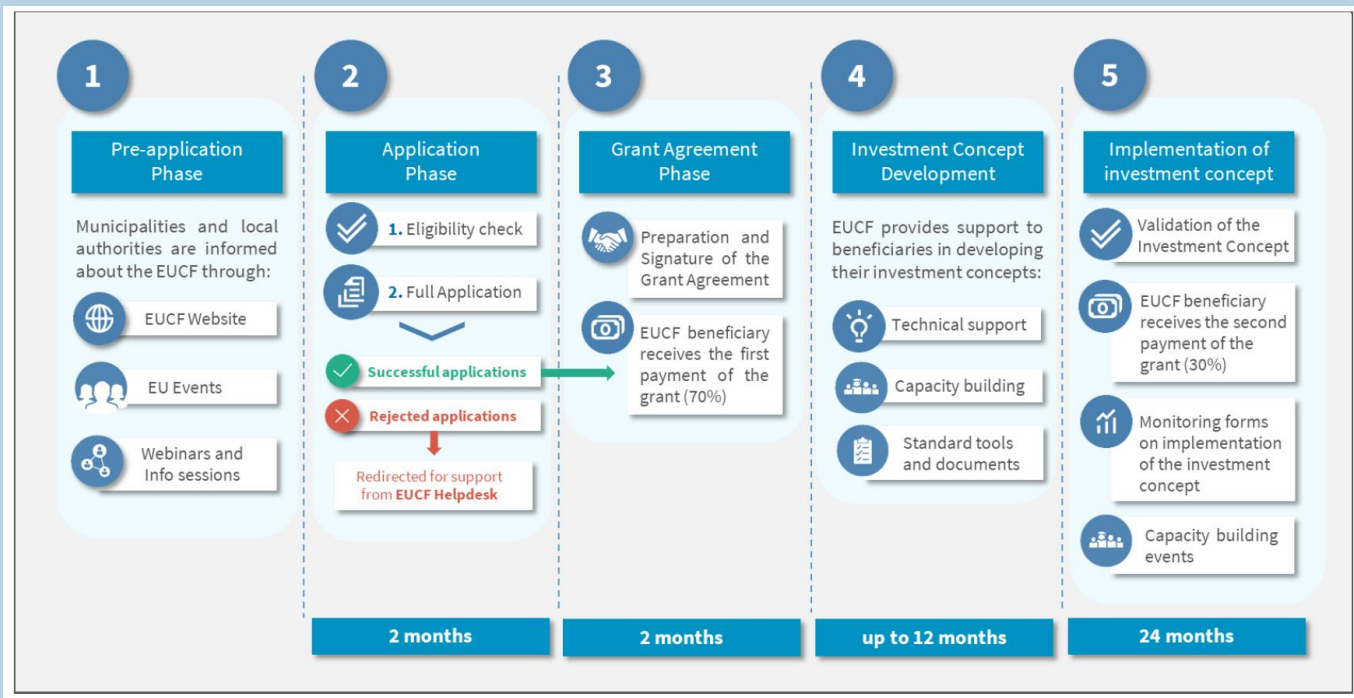 1
Pre-application
Phase
Municipalities and local
authorities are informed
about the EUCF through:
EUCF Website
EU Events
Webinars and
Info sessions
2
Application
Phase
1. Eligibility check
2. Full Application
Successful applications
Rejected applications
Redirected for support
from EUCF Helpdesk
2 months
3
Grant Agreement
Phase
Preparation and
Signature of the
Grant Agreement
EUCF beneficiary
receives the first
payment of the
grant (70%)
2 months
4
Investment Concept
Development
EUCF provides support to
beneficiaries in developing
their investment concepts:
Technical support
Capacity building
Standard tools
and documents
up to 12 months
5
Implementation of
investment concept
Validation of the
Investment Concept
EUCF beneficiary
receives the second
payment of the
grant (30%)
Monitoring forms
on implementation
of the investment
concept
Capacity building
events
24 months